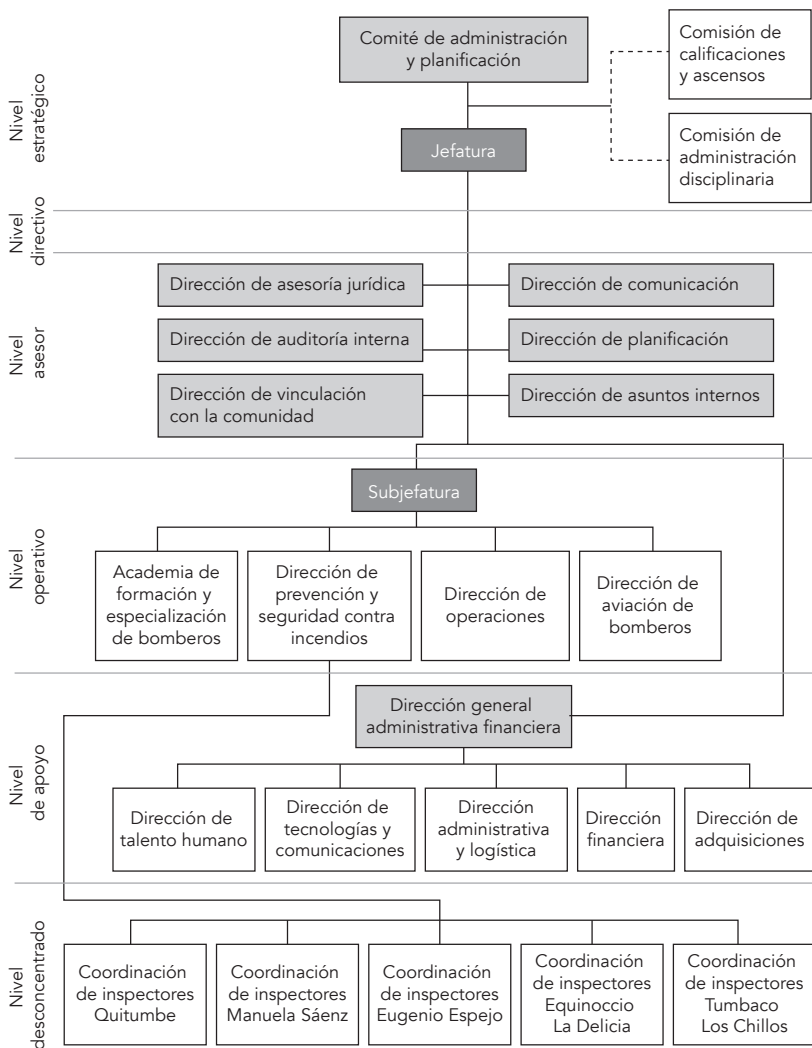 Nivel
estratégico
Comité de administración
y planificación
Comisión de
calificaciones
y ascensos
Jefatura
Comisión de
administración
disciplinaria
Nivel
directivo
Nivel
asesor
Dirección de asesoría jurídica
Dirección de comunicación
Dirección de auditoría interna
Dirección de planificación
Dirección de vinculación
con la comunidad
Dirección de asuntos internos
Nivel
operativo
Subjefatura
Academia de
formación y
especialización
de bomberos
Dirección de
prevención y
seguridad contra
incendios
Dirección de
operaciones
Dirección de
aviación de
bomberos
Nivel
de apoyo
Dirección general
administrativa financiera
Dirección de
talento humano
Dirección de
tecnologías y
comunicaciones
Dirección
administrativa
y logística
Dirección
financiera
Dirección de
adquisiciones
Nivel
desconcentrado
Coordinación
de inspectores
Quitumbe
Coordinación
de inspectores
Manuela Sáenz
Coordinación
de inspectores
Eugenio Espejo
Coordinación
de inspectores
Equinoccio
La Delicia
Coordinación
de inspectores
Tumbaco
Los Chillos